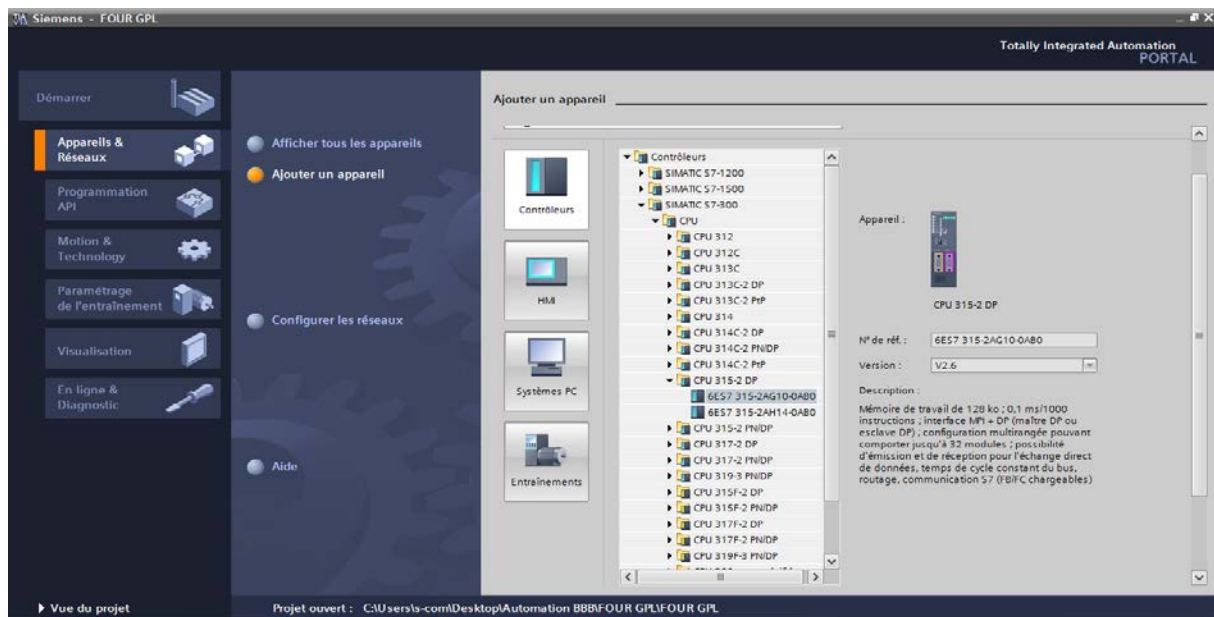 Siemens - FOUR GPL
Totally Integrated Automation
PORTAL
Démarrer
Appareils &
Réseaux
Programmation
API
Motion &
Technology
Paramétrage
de l'entraînement
Visualisation
En ligne &
Diagnostic
Afficher tous les appareils
Ajouter un appareil
Configurer les réseaux
Aide
Ajouter un appareil
Contrôleurs
HMI
Systèmes PC
Entraînements
Contrôleurs
SIMATIC S7-1200
SIMATIC S7-1500
SIMATIC S7-300
CPU
CPU 312
CPU 312C
CPU 313C
CPU 313C-2 DP
CPU 313C-2 PtP
CPU 314
CPU 314C-2 DP
CPU 314C-2 PN/DP
CPU 314C-2 PtP
CPU 315-2 DP
6ES7 315-2AG10-0AB0
6ES7 315-2AH14-0AB0
CPU 315-2 PN/DP
CPU 317-2 DP
CPU 317-2 PN/DP
CPU 319-3 PN/DP
CPU 315F-2 DP
CPU 315F-2 PN/DP
CPU 317F-2 DP
CPU 317F-2 PN/DP
CPU 319F-3 PN/DP
Appareil :
CPU 315-2 DP
N° de réf. : 6ES7 315-2AG10-0AB0
Version : V2.6
Description :
Mémoire de travail de 128 ko ; 0,1 ms/1000
instructions ; interface MPI + DP (maître DP ou
esclave DP) ; configuration multirangée pouvant
comporter jusqu'à 32 modules ; possibilité
d'émission et de réception pour l'échange direct
de données, temps de cycle constant du bus,
routage, communication S7 (FB/FC chargeables)
Vue du projet
Projet ouvert : C:\Users\s-com\Desktop\Automation BBB\FOUR GPL\FOUR GPL